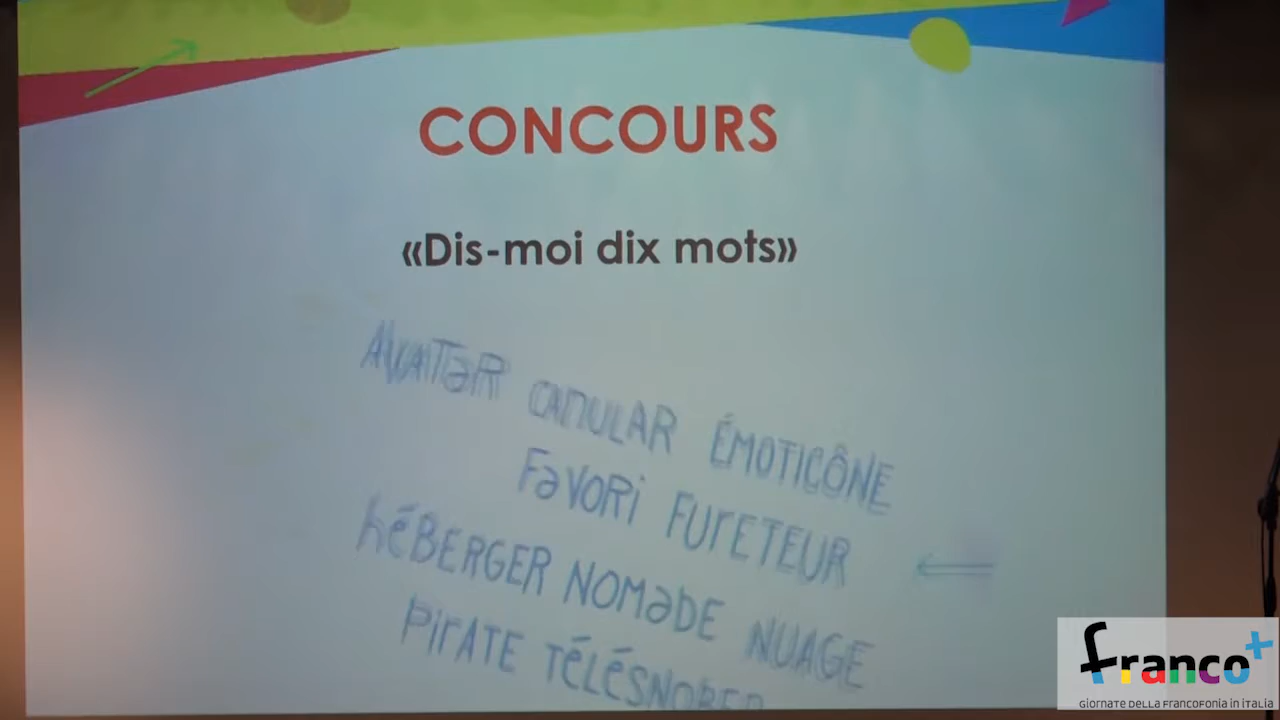 CONCOURS
«Dis-moi dix mots»
AVATAR CANULAR ÉMOTICÔNE
FAVORI FURETEUR
HÉBERGER NOMADE NUAGE
PIRATE TÉLÉSNOBER
franco+
GIORNATE DELLA FRANCOFONIA IN ITALIA